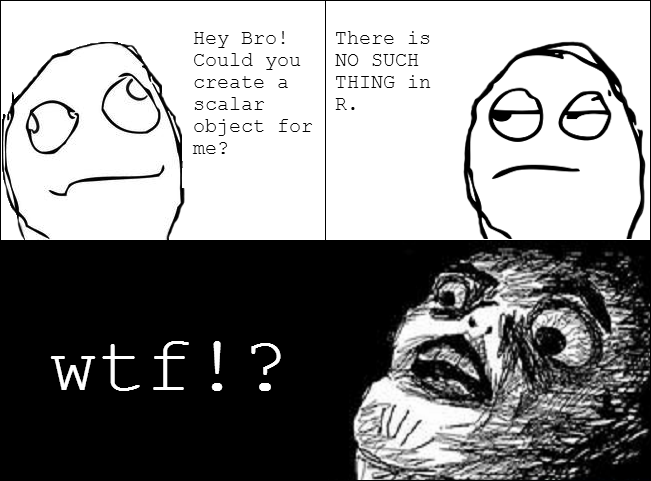 Hey Bro!
Could you
create a
scalar
object for
me?
There is
NO SUCH
THING in
R.
wtf!?